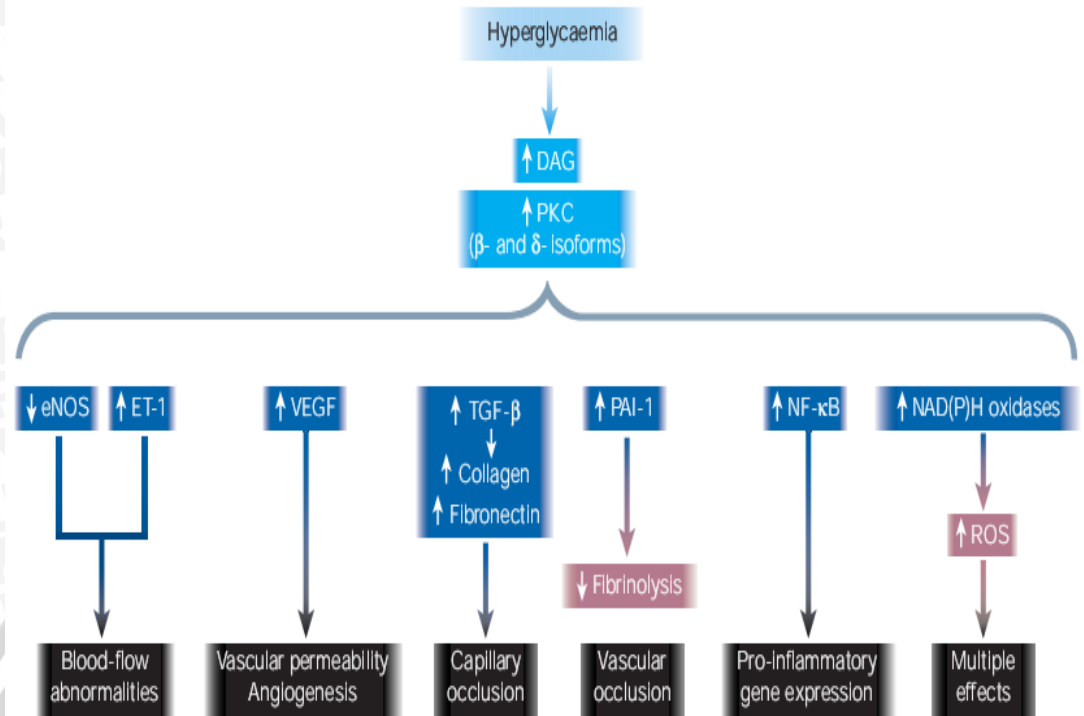 Hyperglycaemia
↑ DAG
↑ PKC
(β- and δ- isoforms)
↓ eNOS
↑ ET-1
↑ VEGF
↑ TGF-β
↓
↑ Collagen
↑ Fibronectin
↑ PAI-1
↑ NF-κB
↑ NAD(P)H oxidases
↑ ROS
↓ Fibrinolysis
Blood-flow
abnormalities
Vascular permeability
Angiogenesis
Capillary
occlusion
Vascular
occlusion
Pro-inflammatory
gene expression
Multiple
effects